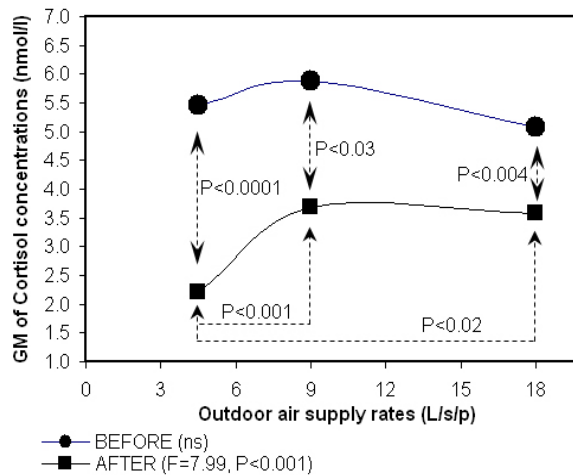 GM of Cortisol concentrations (nmol/l)
7.0
6.5
6.0
5.5
5.0
4.5
4.0
3.5
3.0
2.5
2.0
1.5
1.0
P<0.03
P<0.0001
P<0.004
P<0.001
P<0.02
0 3 6 9 12 15 18
Outdoor air supply rates (L/s/p)
BEFORE (ns)
AFTER (F=7.99, P<0.001)